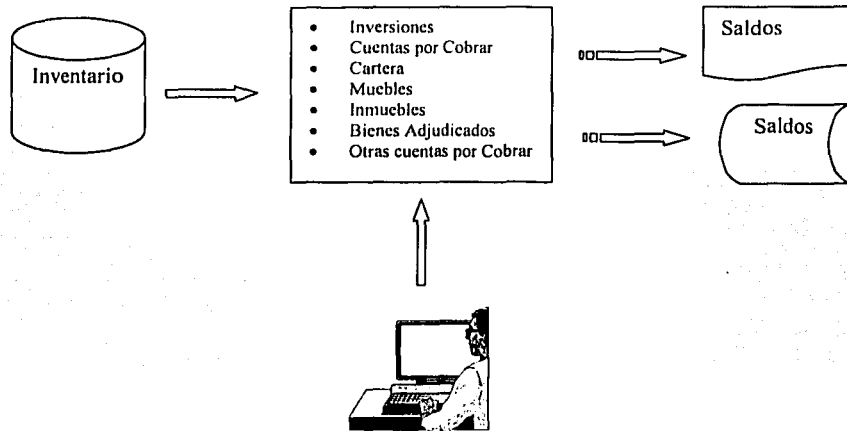 Inventario
• Inversiones
• Cuentas por Cobrar
• Cartera
• Muebles
• Inmuebles
• Bienes Adjudicados
• Otras cuentas por Cobrar
Saldos
Saldos